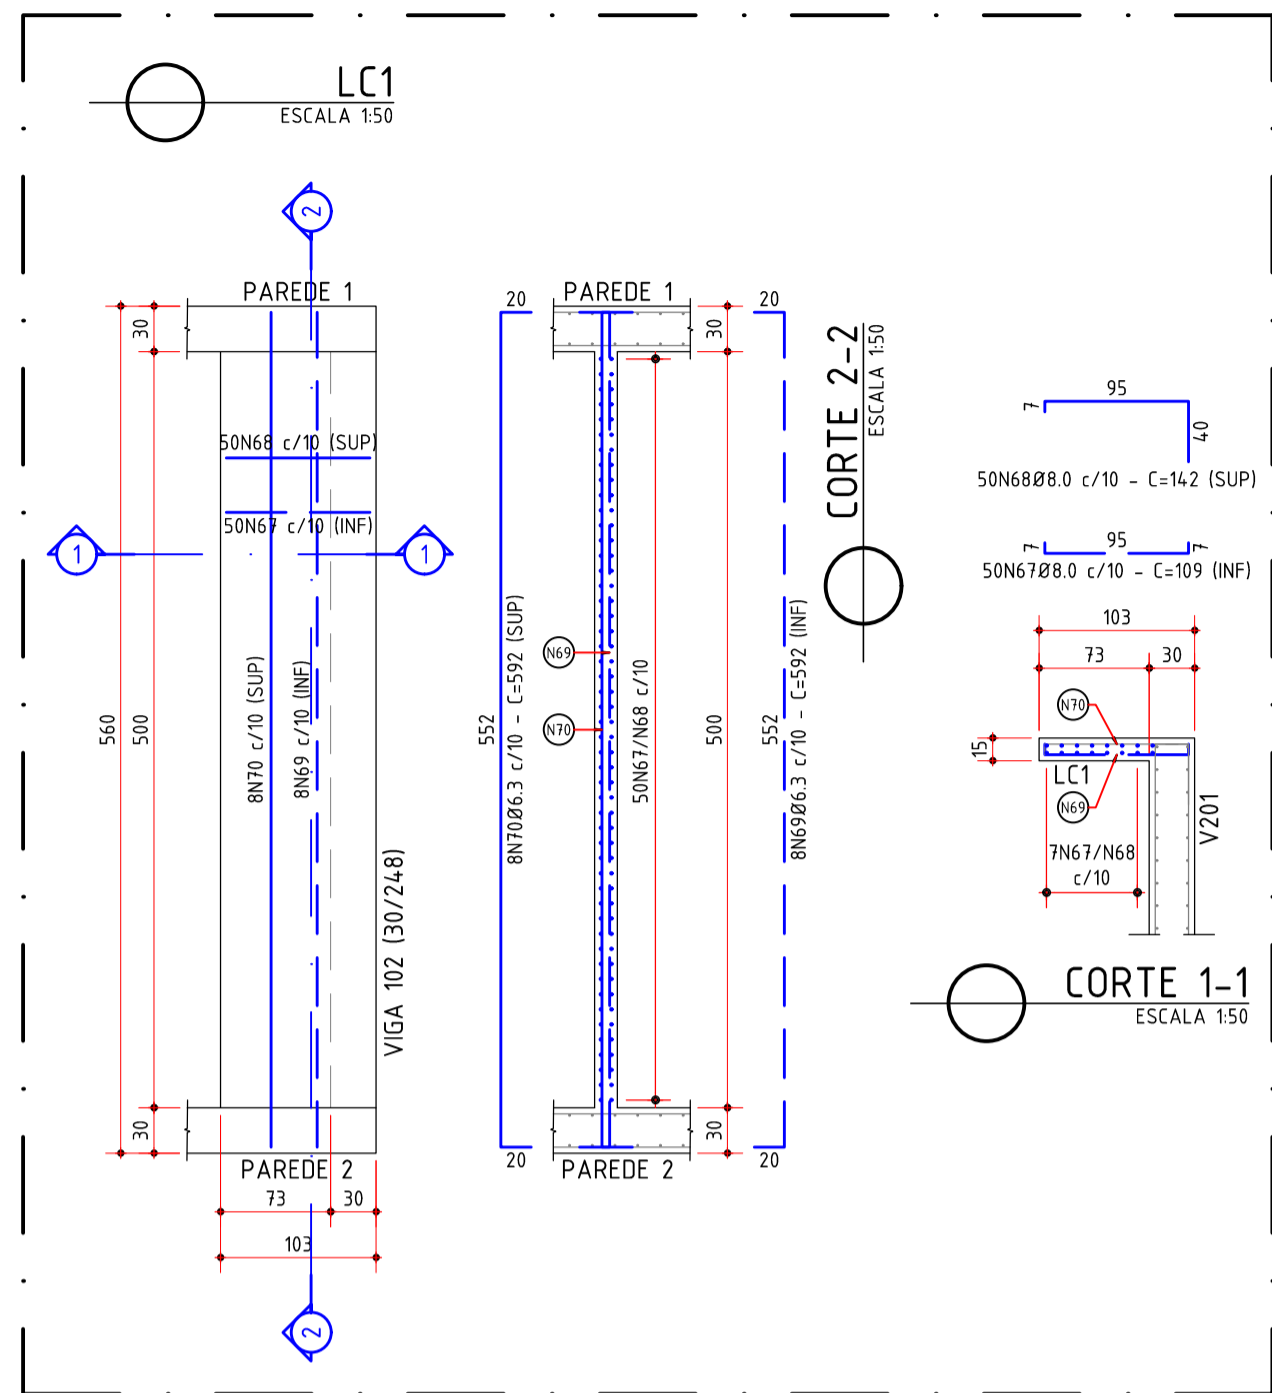 LC1
ESCALA 1:50
2
PAREDE 1
30
50N68 c/10 (SUP)
50N67 c/10 (INF)
1
1
560
500
8N70 c/10 (SUP)
8N69 c/10 (INF)
VIGA 102 (30/248)
30
PAREDE 2
73
30
103
2
20
PAREDE 1
20
30
552
8N70Ø6.3 c/10 - C=592 (SUP)
N69
N70
50N67/N68 c/10
500
552
8N69Ø6.3 c/10 - C=592 (INF)
30
20
PAREDE 2
20
CORTE 2-2
ESCALA 1:50
95
7
40
50N68Ø8.0 c/10 - C=142 (SUP)
7
95
7
50N67Ø8.0 c/10 - C=109 (INF)
103
73
30
N70
15
LC1
N69
V201
7N67/N68
c/10
CORTE 1-1
ESCALA 1:50